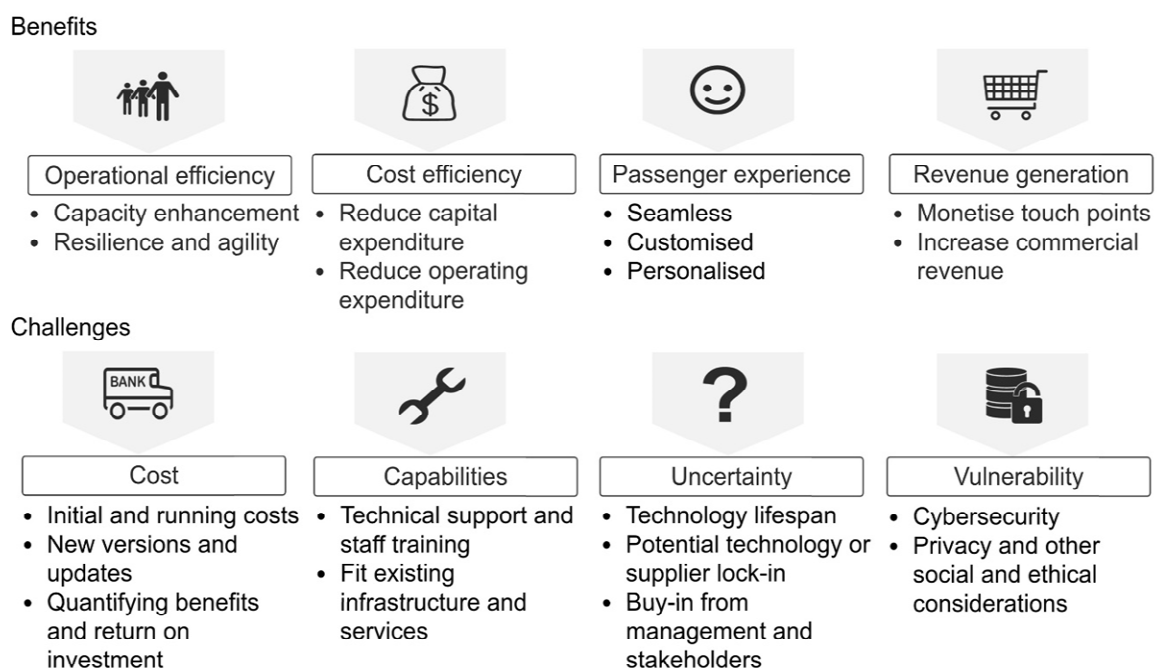 Benefits
$
Operational efficiency
• Capacity enhancement
• Resilience and agility
Cost efficiency
• Reduce capital
expenditure
• Reduce operating
expenditure
Passenger experience
• Seamless
• Customised
• Personalised
Revenue generation
• Monetise touch points
• Increase commercial
revenue
Challenges
BANK
Cost
• Initial and running costs
• New versions and
updates
• Quantifying benefits
and return on
investment
Capabilities
• Technical support and
staff training
• Fit existing
infrastructure and
services
?
Uncertainty
• Technology lifespan
• Potential technology or
supplier lock-in
• Buy-in from
management and
stakeholders
Vulnerability
• Cybersecurity
• Privacy and other
social and ethical
considerations